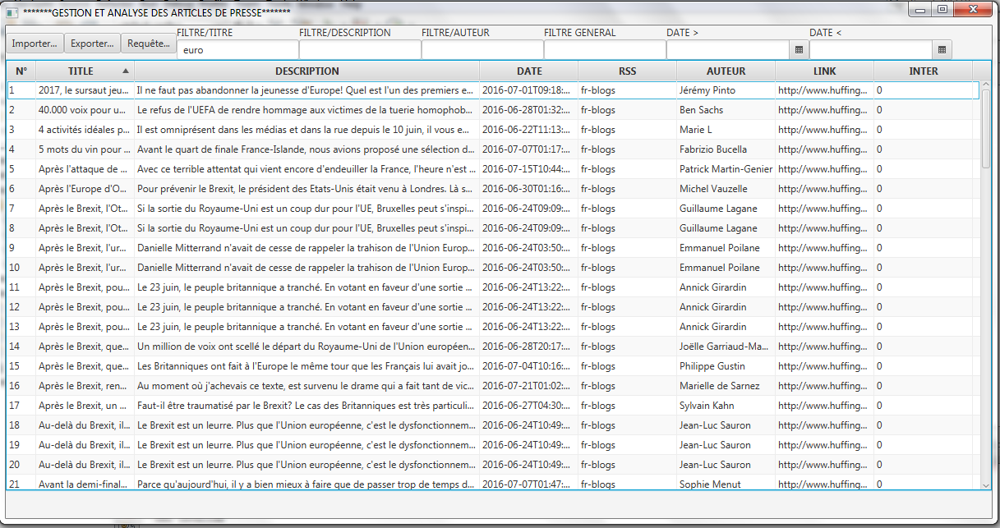 *******GESTION ET ANALYSE DES ARTICLES DE PRESSE*******
Importer... Exporter... Requête... FILTRE/TITRE FILTRE/DESCRIPTION FILTRE/AUTEUR FILTRE GENERAL DATE > DATE <
euro
N° TITLE DESCRIPTION DATE RSS AUTEUR LINK INTER
1 2017, le sursaut jeu... Il ne faut pas abandonner la jeunesse d'Europe! Quel est l'un des premiers e... 2016-07-01T09:18:... fr-blogs Jérémy Pinto http://www.huffing... 0
2 40.000 voix pour u... Le refus de l'UEFA de rendre hommage aux victimes de la tuerie homophob... 2016-06-28T01:32:... fr-blogs Ben Sachs http://www.huffing... 0
3 4 activités idéales p... Il est omniprésent dans les médias et dans la rue depuis le 10 juin, il vous e... 2016-06-22T11:13:... fr-blogs Marie L http://www.huffing... 0
4 5 mots du vin pour ... Avant le quart de finale France-Islande, nous avions proposé une sélection d... 2016-07-07T01:17:... fr-blogs Fabrizio Bucella http://www.huffing... 0
5 Après l'attaque de ... Avec ce terrible attentat qui vient encore d'endeuiller la France, l'heure n'est ... 2016-07-15T10:44:... fr-blogs Patrick Martin-Genier http://www.huffing... 0
6 Après l'Europe d'O... Pour prévenir le Brexit, le président des Etats-Unis était venu à Londres. Là s... 2016-06-30T01:16:... fr-blogs Michel Vauzelle http://www.huffing... 0
7 Après le Brexit, l'Ot... Si la sortie du Royaume-Uni est un coup dur pour l'UE, Bruxelles peut s'inspi... 2016-06-24T09:09:... fr-blogs Guillaume Lagane http://www.huffing... 0
8 Après le Brexit, l'Ot... Si la sortie du Royaume-Uni est un coup dur pour l'UE, Bruxelles peut s'inspi... 2016-06-24T09:09:... fr-blogs Guillaume Lagane http://www.huffing... 0
9 Après le Brexit, l'ur... Danielle Mitterrand n'avait de cesse de rappeler la trahison de l'Union Europ... 2016-06-24T03:50:... fr-blogs Emmanuel Poilane http://www.huffing... 0
10 Après le Brexit, l'ur... Danielle Mitterrand n'avait de cesse de rappeler la trahison de l'Union Europ... 2016-06-24T03:50:... fr-blogs Emmanuel Poilane http://www.huffing... 0
11 Après le Brexit, pou... Le 23 juin, le peuple britannique a tranché. En votant en faveur d'une sortie ... 2016-06-24T13:22:... fr-blogs Annick Girardin http://www.huffing... 0
12 Après le Brexit, pou... Le 23 juin, le peuple britannique a tranché. En votant en faveur d'une sortie ... 2016-06-24T13:22:... fr-blogs Annick Girardin http://www.huffing... 0
13 Après le Brexit, pou... Le 23 juin, le peuple britannique a tranché. En votant en faveur d'une sortie ... 2016-06-24T13:22:... fr-blogs Annick Girardin http://www.huffing... 0
14 Après le Brexit, que... Un million de voix ont scellé le départ du Royaume-Uni de l'Union européen... 2016-06-28T20:17:... fr-blogs Joëlle Garriaud-Ma... http://www.huffing... 0
15 Après le Brexit, que... Les Britanniques ont fait à l'Europe le même tour que les Français lui avait jo... 2016-07-04T10:16:... fr-blogs Philippe Gustin http://www.huffing... 0
16 Après le Brexit, ren... Au moment où j'achevais ce texte, est survenu le drame qui a fait tant de vic... 2016-07-21T01:02:... fr-blogs Marielle de Sarnez http://www.huffing... 0
17 Après le Brexit, un ... Faut-il être traumatisé par le Brexit? Le cas des Britanniques est très particuli... 2016-06-27T04:30:... fr-blogs Sylvain Kahn http://www.huffing... 0
18 Au-delà du Brexit, il... Le Brexit est un leurre. Plus que l'Union européenne, c'est le dysfonctionnem... 2016-06-24T10:49:... fr-blogs Jean-Luc Sauron http://www.huffing... 0
19 Au-delà du Brexit, il... Le Brexit est un leurre. Plus que l'Union européenne, c'est le dysfonctionnem... 2016-06-24T10:49:... fr-blogs Jean-Luc Sauron http://www.huffing... 0
20 Au-delà du Brexit, il... Le Brexit est un leurre. Plus que l'Union européenne, c'est le dysfonctionnem... 2016-06-24T10:49:... fr-blogs Jean-Luc Sauron http://www.huffing... 0
21 Avant la demi-final... Parce qu'aujourd'hui, il y a bien mieux à faire que de passer trop de temps d... 2016-07-07T01:47:... fr-blogs Sophie Menut http://www.huffing... 0